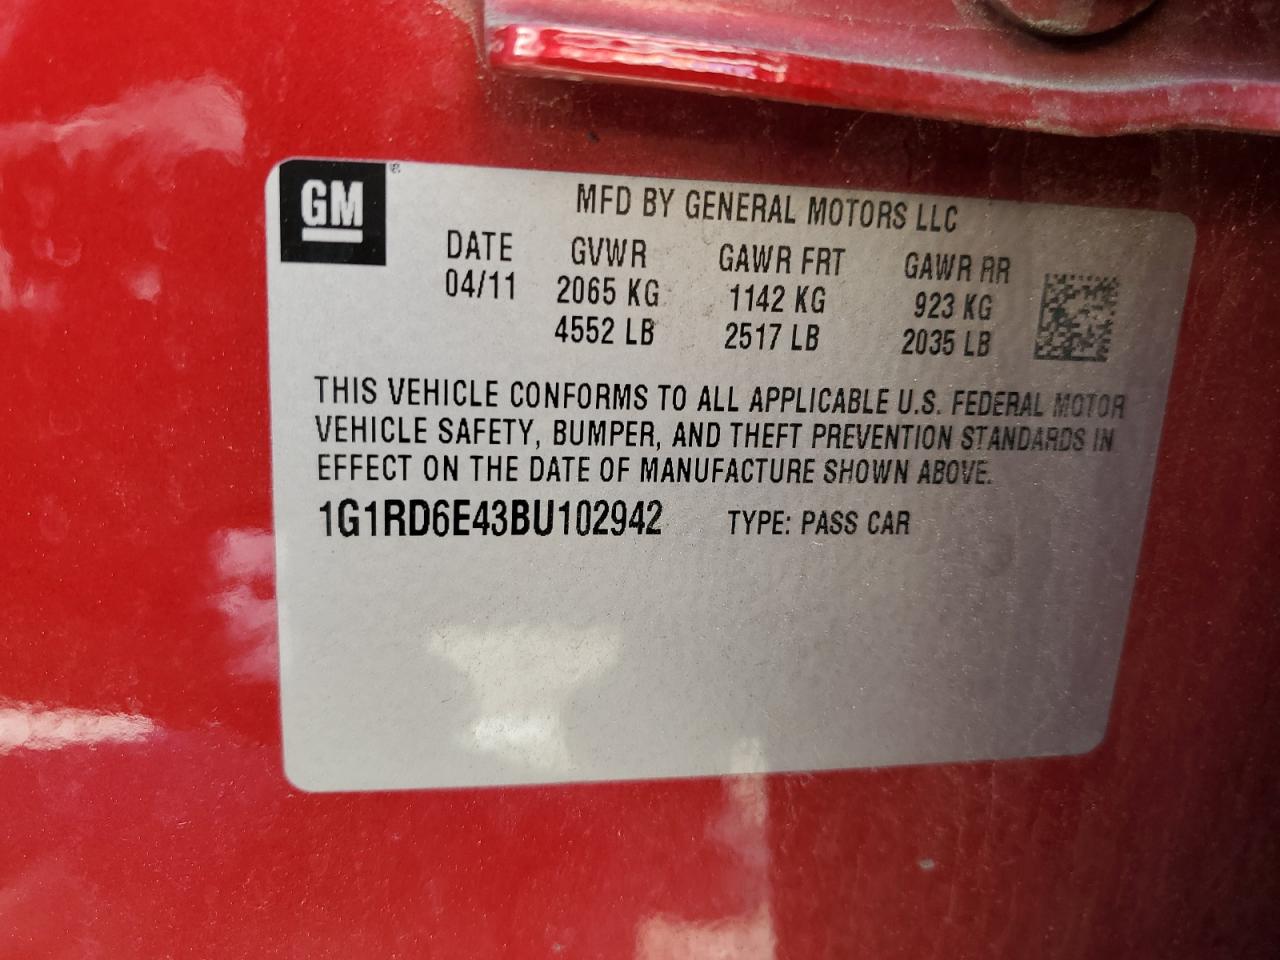 GM®
MFD BY GENERAL MOTORS LLC
DATE GVWR GAWR FRT GAWR RR
04/11 2065 KG 1142 KG 923 KG
4552 LB 2517 LB 2035 LB
THIS VEHICLE CONFORMS TO ALL APPLICABLE U.S. FEDERAL MOTOR
VEHICLE SAFETY, BUMPER, AND THEFT PREVENTION STANDARDS IN
EFFECT ON THE DATE OF MANUFACTURE SHOWN ABOVE.
1G1RD6E43BU102942 TYPE: PASS CAR